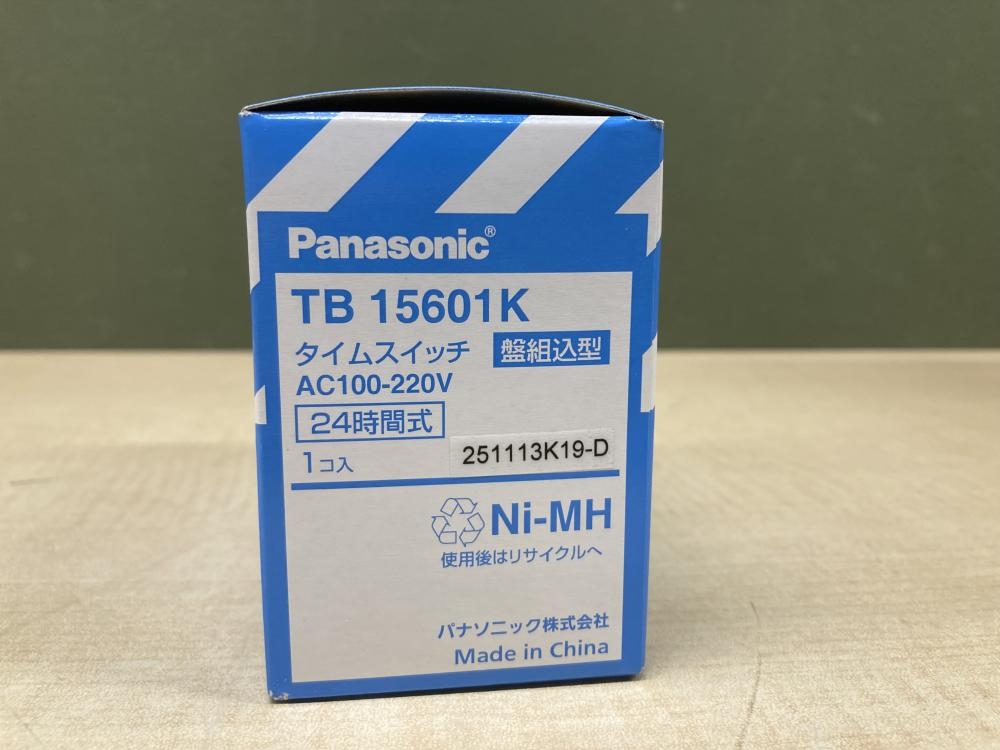 Panasonic®
TB 15601K
タイムスイッチ 盤組込型
AC100-220V
24時間式
1コ入 251113K19-D
Ni-MH
使用後はリサイクルへ
パナソニック株式会社
Made in China